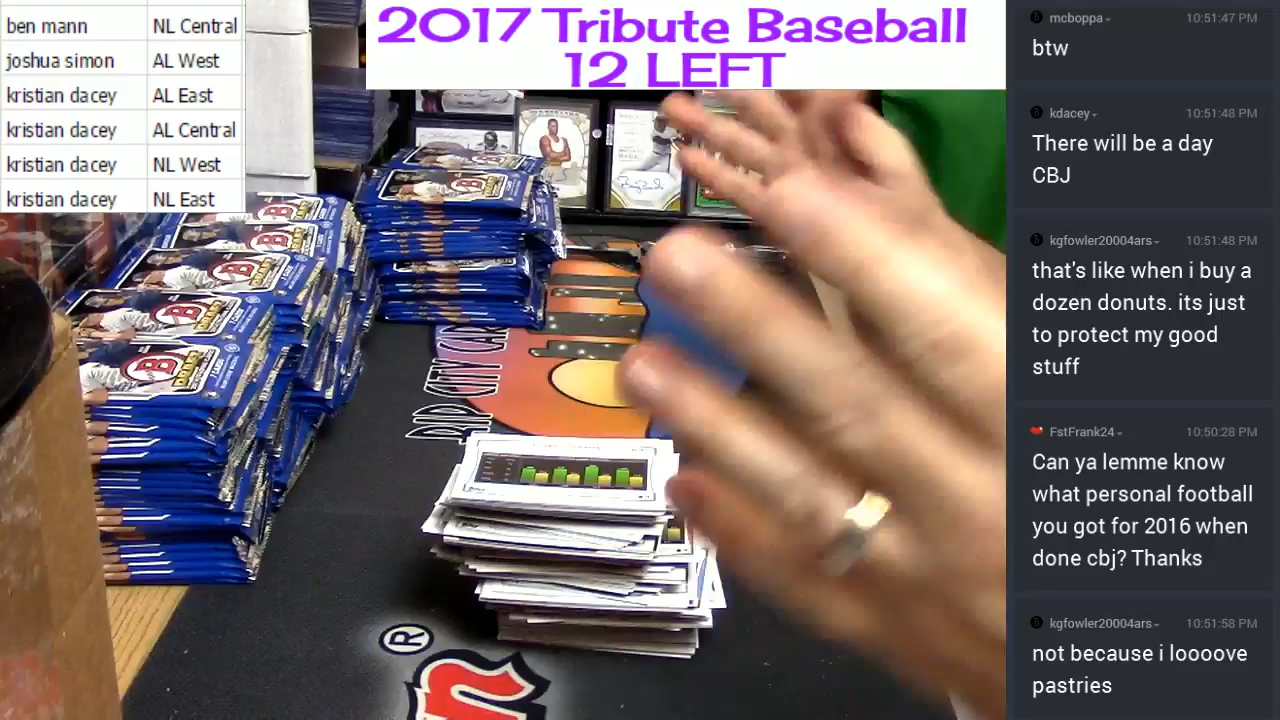 ben mann NL Central
joshua simon AL West
kristian dacey AL East
kristian dacey AL Central
kristian dacey NL West
kristian dacey NL East
2017 Tribute Baseball
12 LEFT
RIP CITY CAR
®
mcboppa 10:51:47 PM
btw
kdacey 10:51:48 PM
There will be a day
CBJ
kgfowler20004ars 10:51:48 PM
that's like when i buy a
dozen donuts. its just
to protect my good
stuff
FstFrank24 10:50:28 PM
Can ya lemme know
what personal football
you got for 2016 when
done cbj? Thanks
kgfowler20004ars 10:51:58 PM
not because i loooove
pastries